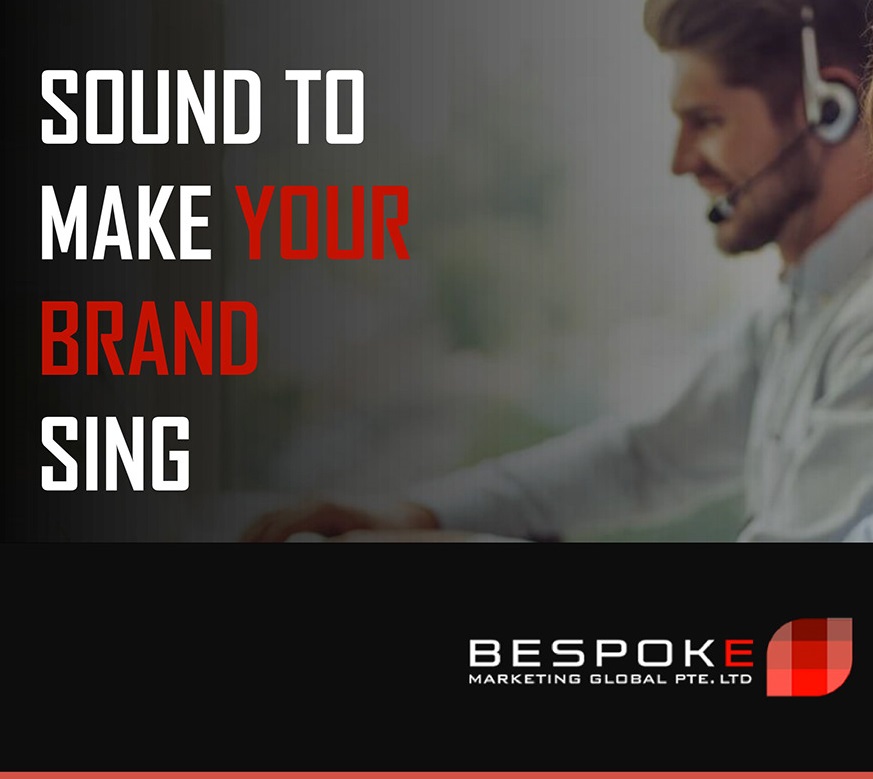 SOUND TO
MAKE YOUR
BRAND
SING
BESPOKE
MARKETING GLOBAL PTE. LTD